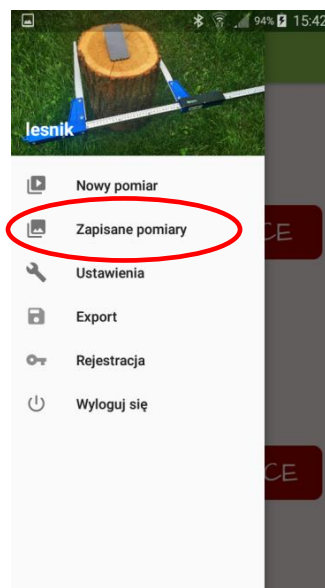 94% 15:42
lesnik
Nowy pomiar
Zapisane pomiary
CE
Ustawienia
Export
Rejestracja
Wyloguj się
CE